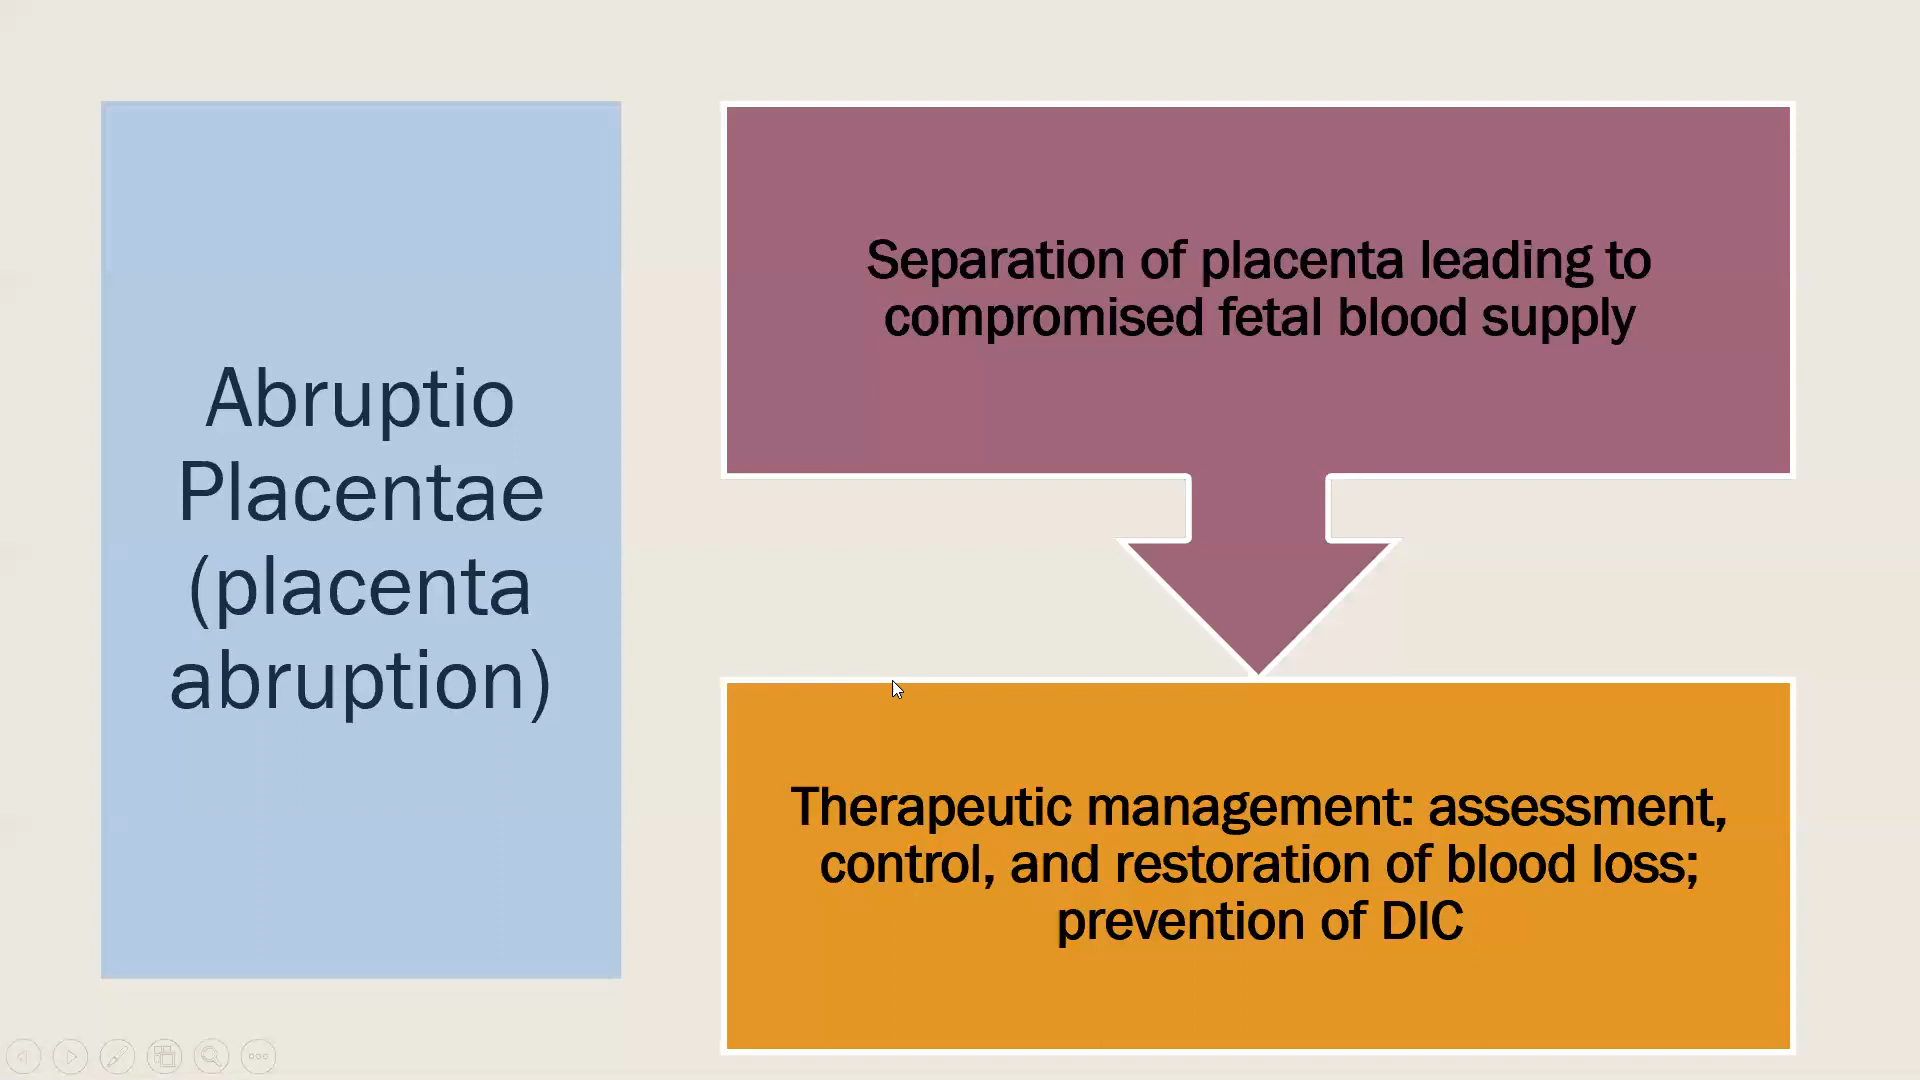 Abruptio
Placentae
(placenta
abruption)
Separation of placenta leading to
compromised fetal blood supply
Therapeutic management: assessment,
control, and restoration of blood loss;
prevention of DIC